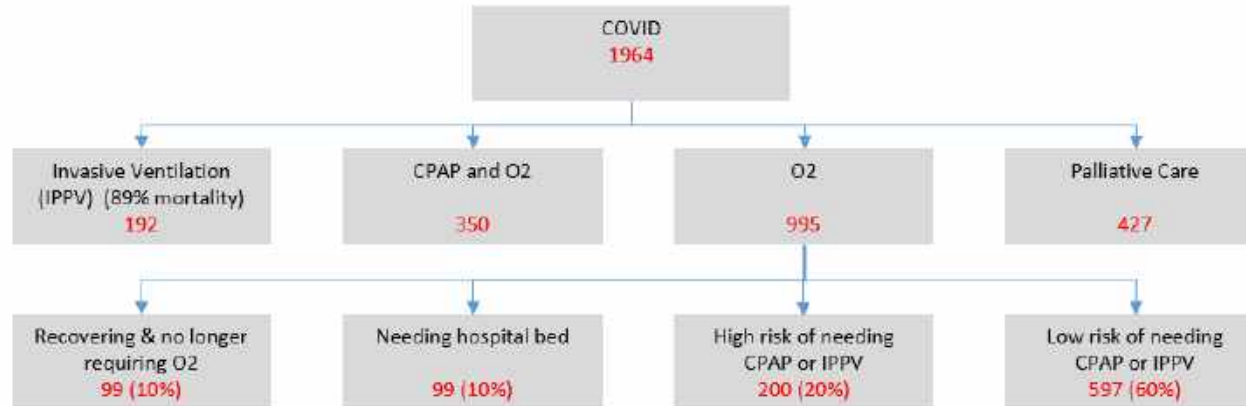 COVID
1964
Invasive Ventilation
(IPPV) (89% mortality)
192
CPAP and O2
350
O2
995
Palliative Care
427
Recovering & no longer
requiring O2
99 (10%)
Needing hospital bed
99 (10%)
High risk of needing
CPAP or IPPV
200 (20%)
Low risk of needing
CPAP or IPPV
597 (60%)